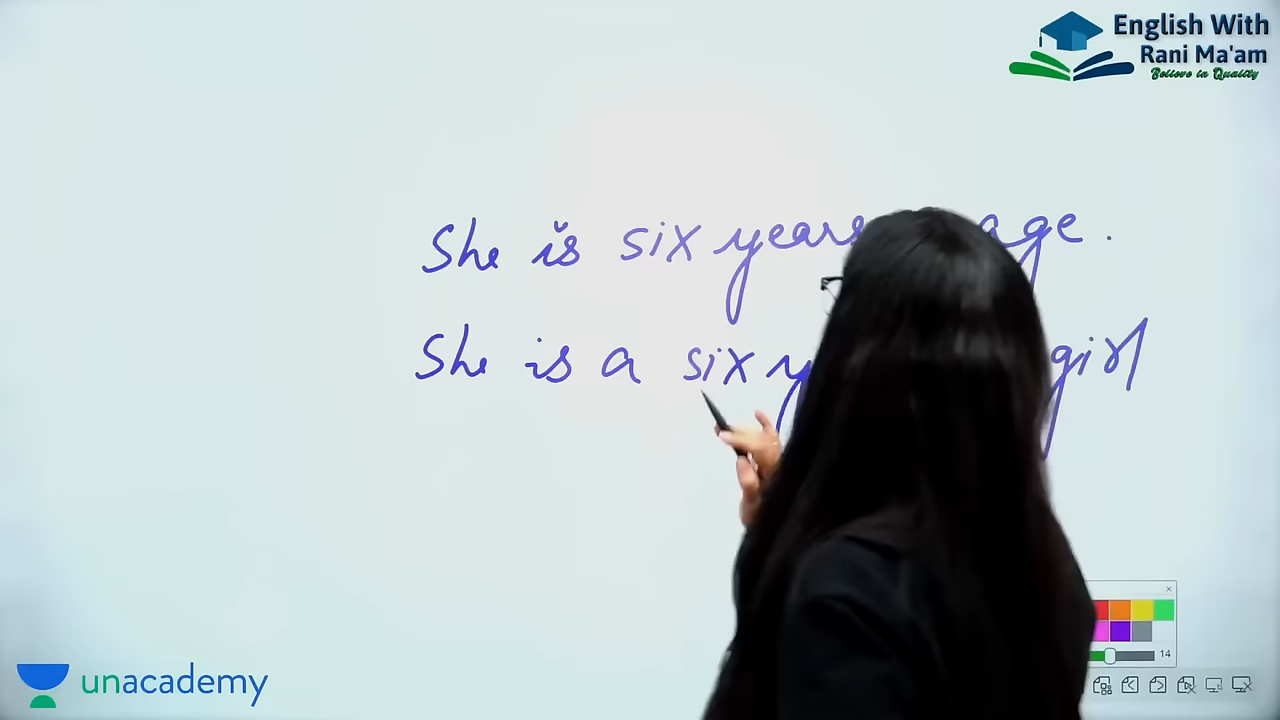 English With
Rani Ma'am
Believe in Quality
She is six years age.
She is a six girl
14
unacademy